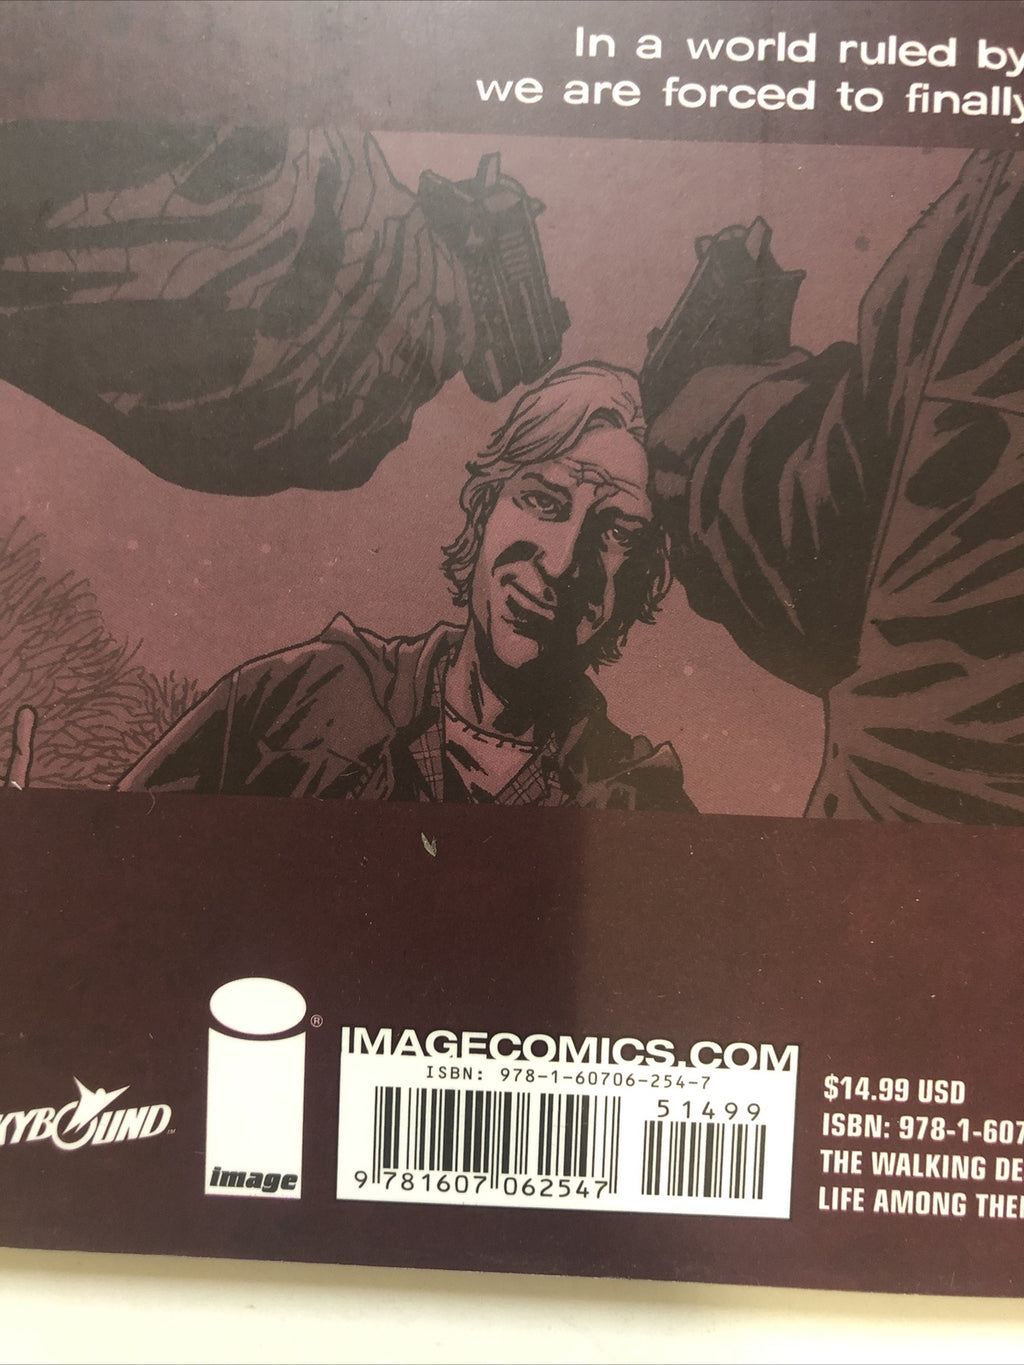 In a world ruled by
we are forced to finally
®
IMAGECOMICS.COM
ISBN: 978-1-60706-254-7
51499
9 781607 062547
image
KYBOUND
™
$14.99 USD
ISBN: 978-1-607
THE WALKING DE
LIFE AMONG THE